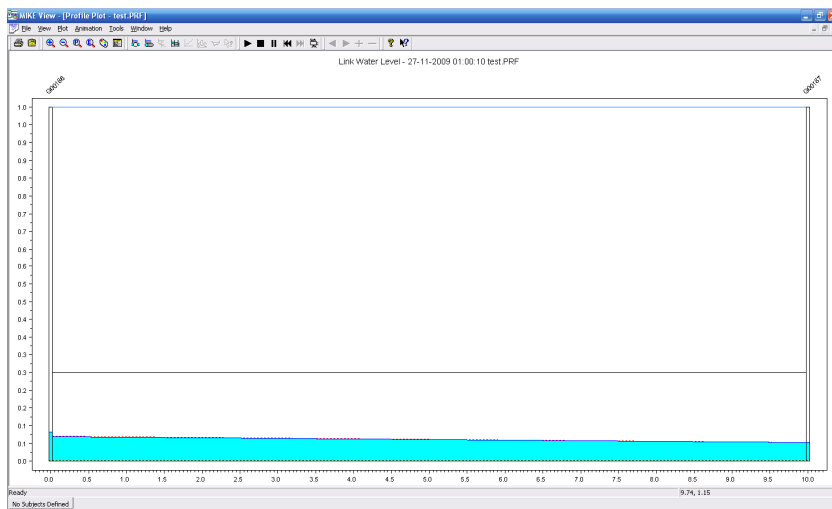 MIKE View - [Profile Plot - test.PRF]
File View Plot Animation Tools Window Help
Link Water Level - 27-11-2009 01:00:10 test.PRF
G00166
G00167
1.0
1.0
0.9
0.9
0.8
0.8
0.7
0.7
0.6
0.6
0.5
0.5
0.4
0.4
0.3
0.3
0.2
0.2
0.1
0.1
0.0
0.0 0.5 1.0 1.5 2.0 2.5 3.0 3.5 4.0 4.5 5.0 5.5 6.0 6.5 7.0 7.5 8.0 8.5 9.0 9.5 10.0
Ready
9.74, 1.15
No Subjects Defined